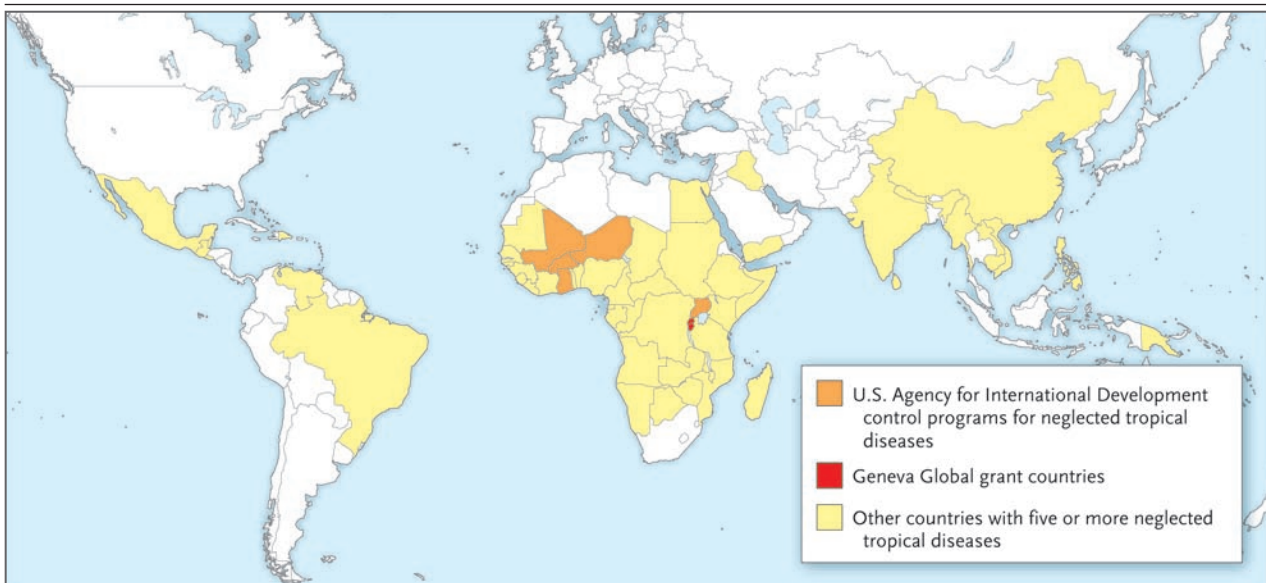 U.S. Agency for International Development
control programs for neglected tropical
diseases
Geneva Global grant countries
Other countries with five or more neglected
tropical diseases